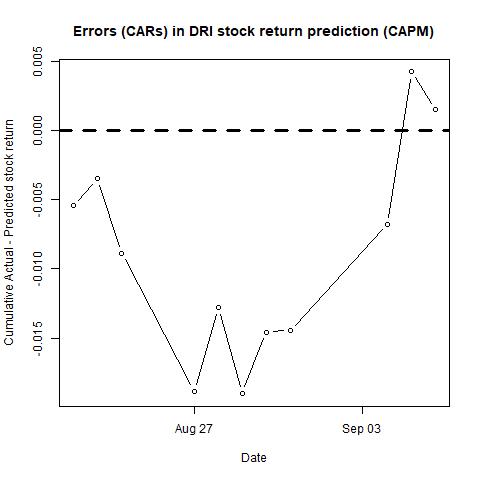 Errors (CARs) in DRI stock return prediction (CAPM)
Cumulative Actual - Predicted stock return
0.005
0.000
-0.005
-0.010
-0.015
Aug 27
Sep 03
Date